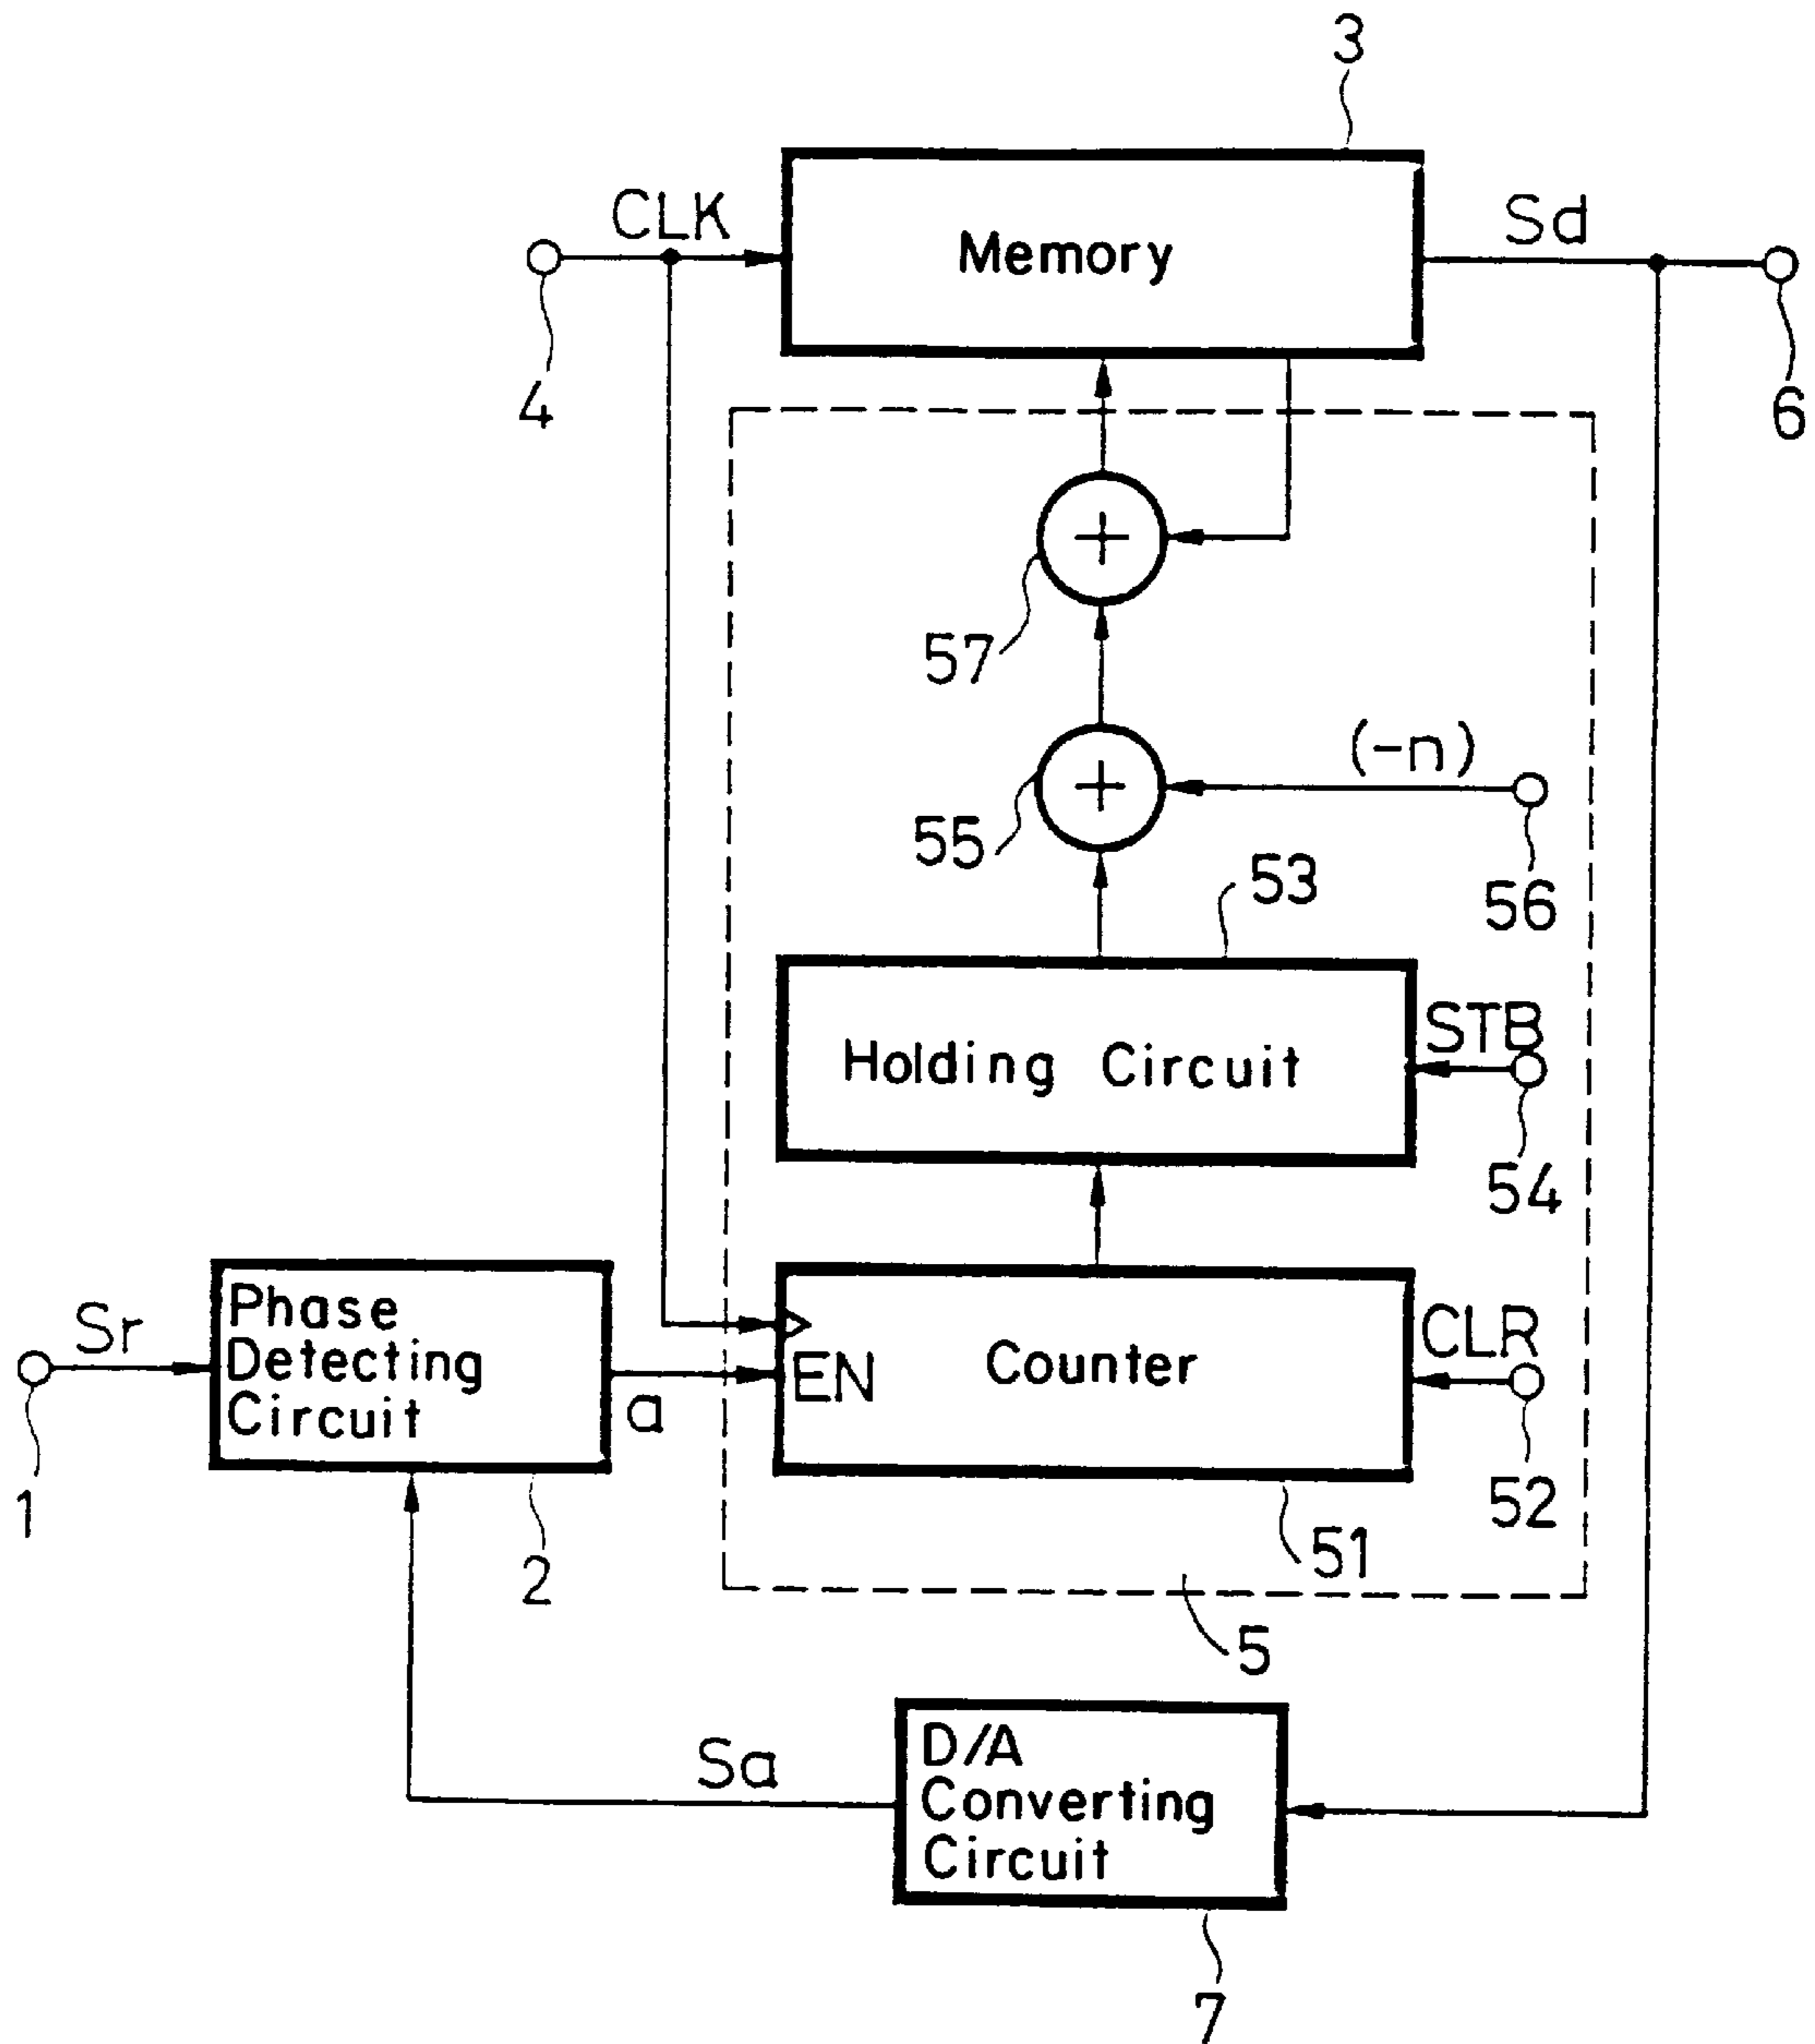 3
CLK
Memory
Sd
4
6
+
57
(-n)
+
55
56
53
STB
Holding Circuit
54
Sr
Phase
Detecting
Circuit
a
EN
Counter
CLR
1
2
51
52
5
Sa
D/A
Converting
Circuit
7